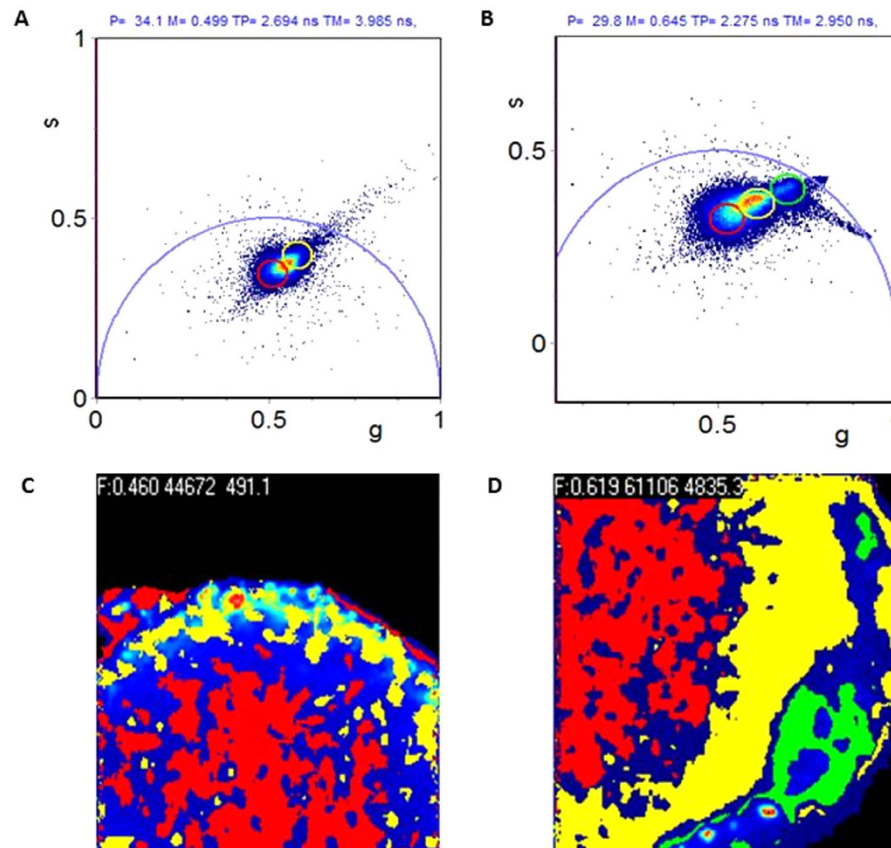 A
P= 34.1 M= 0.499 TP= 2.694 ns TM= 3.985 ns,
1
s
0.5
0
0
0.5
1
g
B
P= 29.8 M= 0.645 TP= 2.275 ns TM= 2.950 ns,
s
0.5
0
0.5
g
C
F:0.460 44672 491.1
D
F:0.619 61106 4835.3